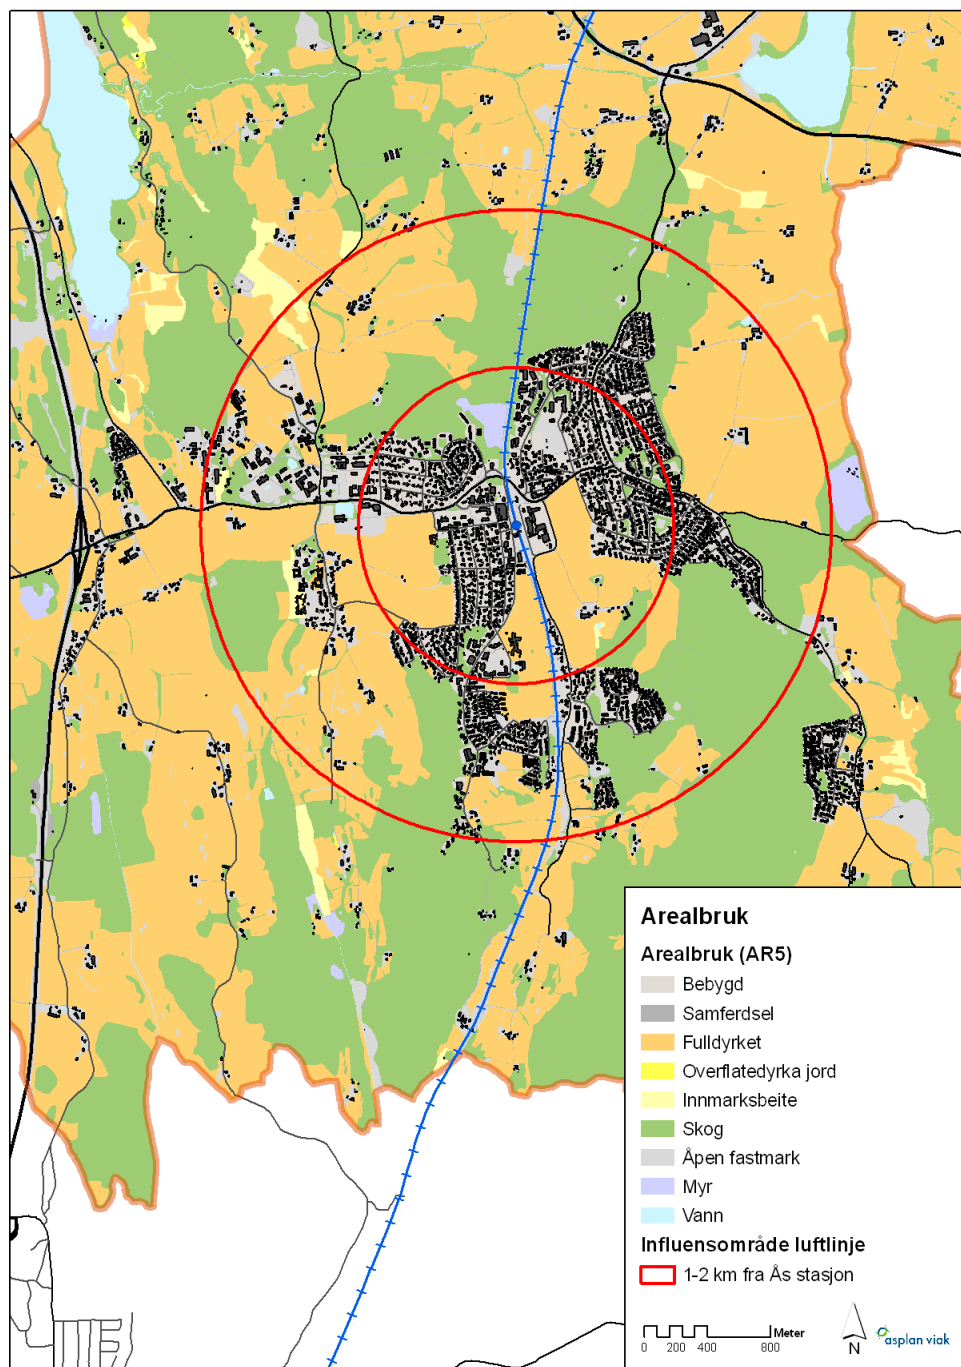 Arealbruk
Arealbruk (AR5)
Bebygd
Samferdsel
Fulldyrket
Overflatedyrka jord
Innmarksbeite
Skog
Åpen fastmark
Myr
Vann
Influensområde luftlinje
1-2 km fra Ås stasjon
Meter
0 200 400 800
N
asplan viak